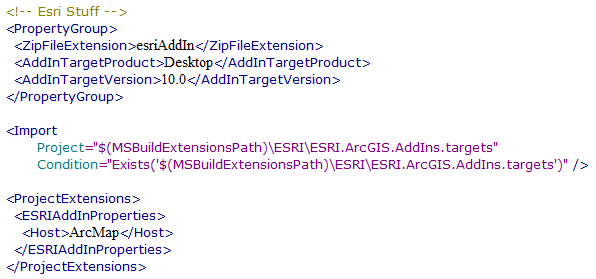 <!-- Esri Stuff -->
<PropertyGroup>
<ZipFileExtension>esriAddIn</ZipFileExtension>
<AddInTargetProduct>Desktop</AddInTargetProduct>
<AddInTargetVersion>10.0</AddInTargetVersion>
</PropertyGroup>
<Import
Project="$(MSBuildExtensionsPath)\ESRI\ESRI.ArcGIS.AddIns.targets"
Condition="Exists('$(MSBuildExtensionsPath)\ESRI\ESRI.ArcGIS.AddIns.targets')" />
<ProjectExtensions>
<ESRIAddInProperties>
<Host>ArcMap</Host>
</ESRIAddInProperties>
</ProjectExtensions>